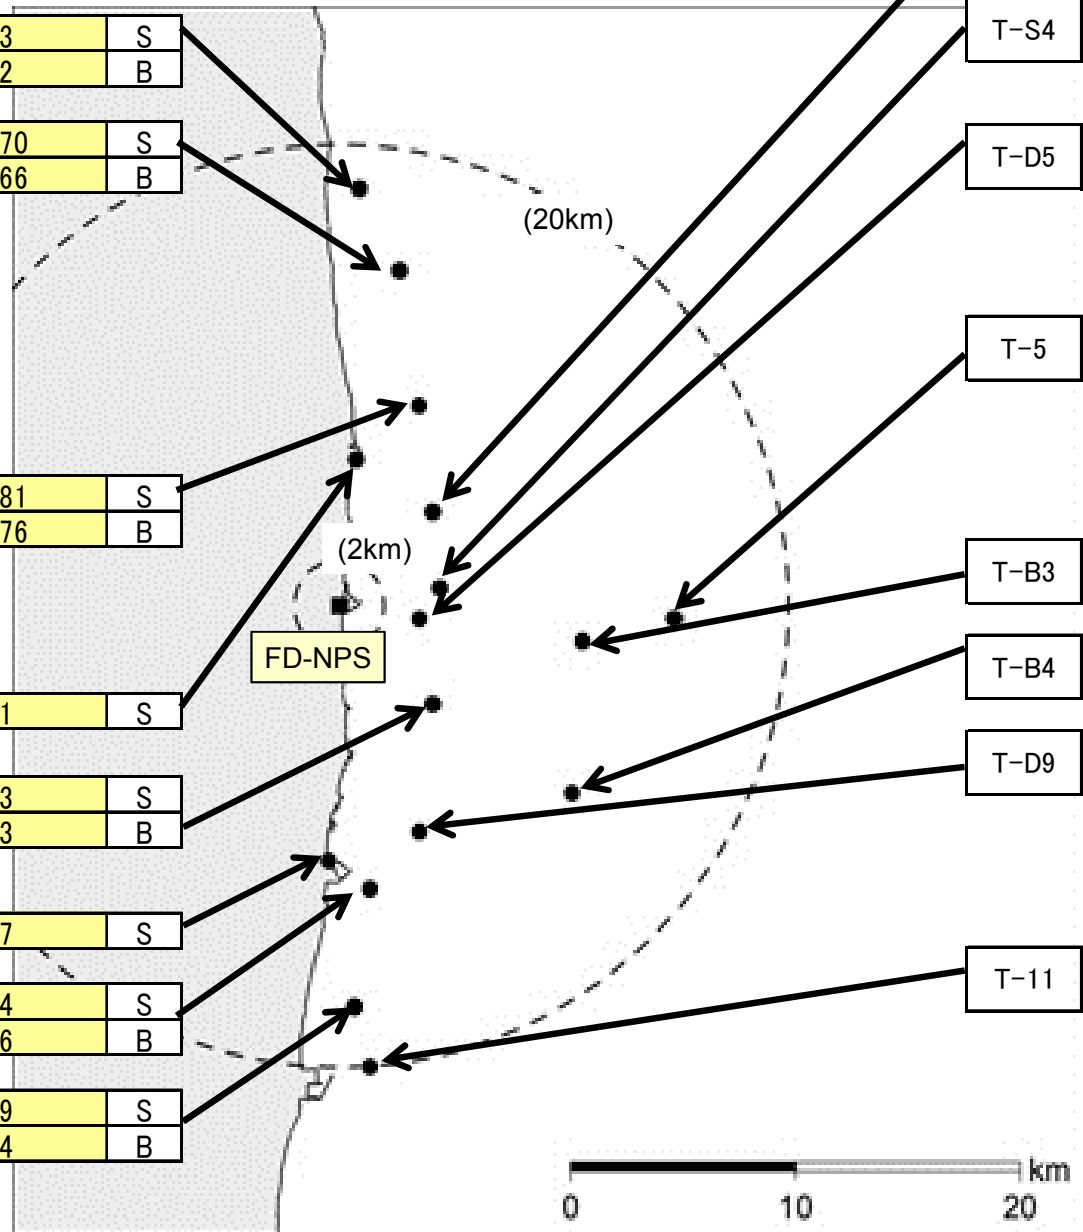 3 S
2 B
T-S4
70 S
66 B
T-D5
(20km)
T-5
81 S
76 B
(2km)
T-B3
FD-NPS
T-B4
1 S
T-D9
3 S
3 B
7 S
T-11
4 S
6 B
9 S
4 B
km
0 10 20